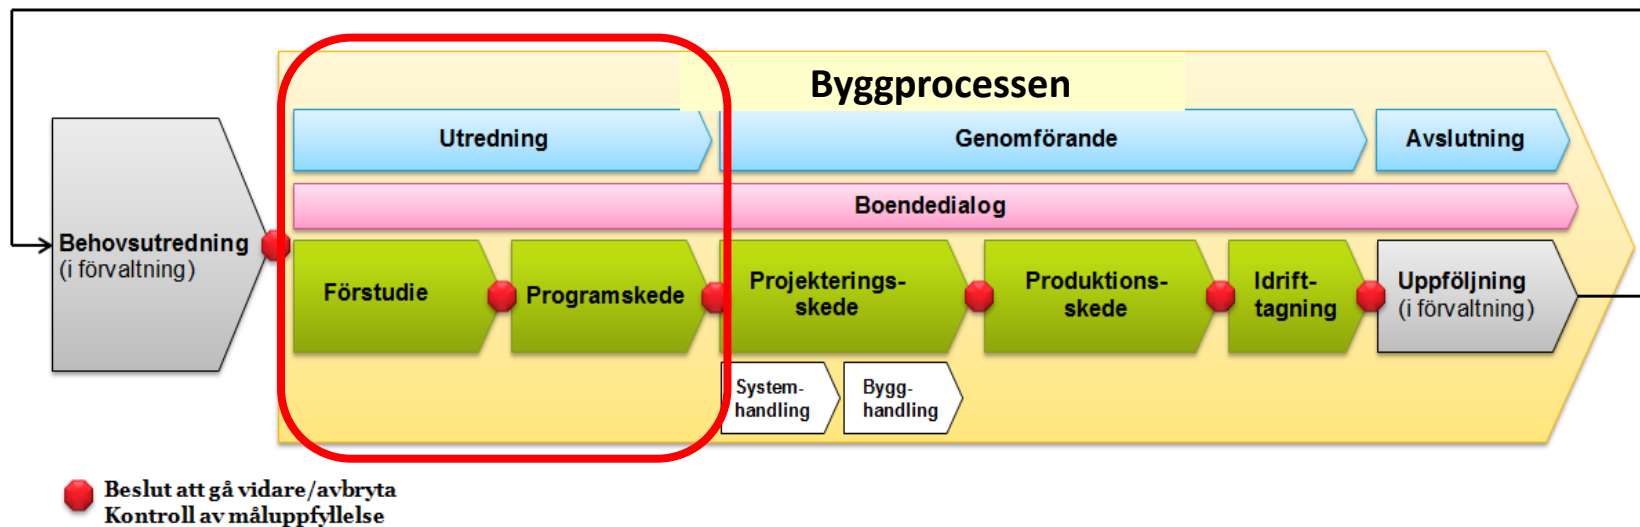 Byggprocessen
Utredning
Genomförande
Avslutning
Boendedialog
Behovsutredning
(i förvaltning)
Förstudie
Programskede
Projekterings-
skede
Produktions-
skede
Idrift-
tagning
Uppföljning
(i förvaltning)
System-
handling
Bygg-
handling
Beslut att gå vidare/avbryta
Kontroll av måluppfyllelse